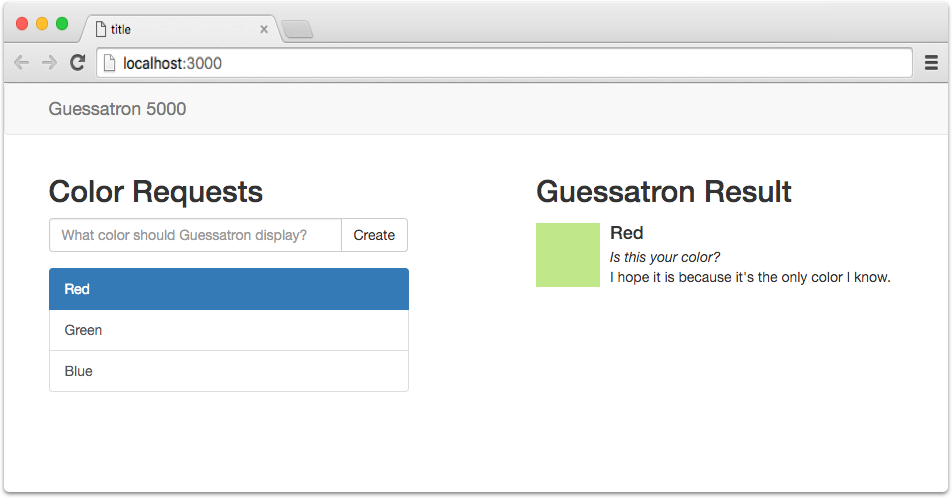 title
localhost:3000
Guessatron 5000
Color Requests
What color should Guessatron display?
Create
Red
Green
Blue
Guessatron Result
Red
Is this your color?
I hope it is because it's the only color I know.